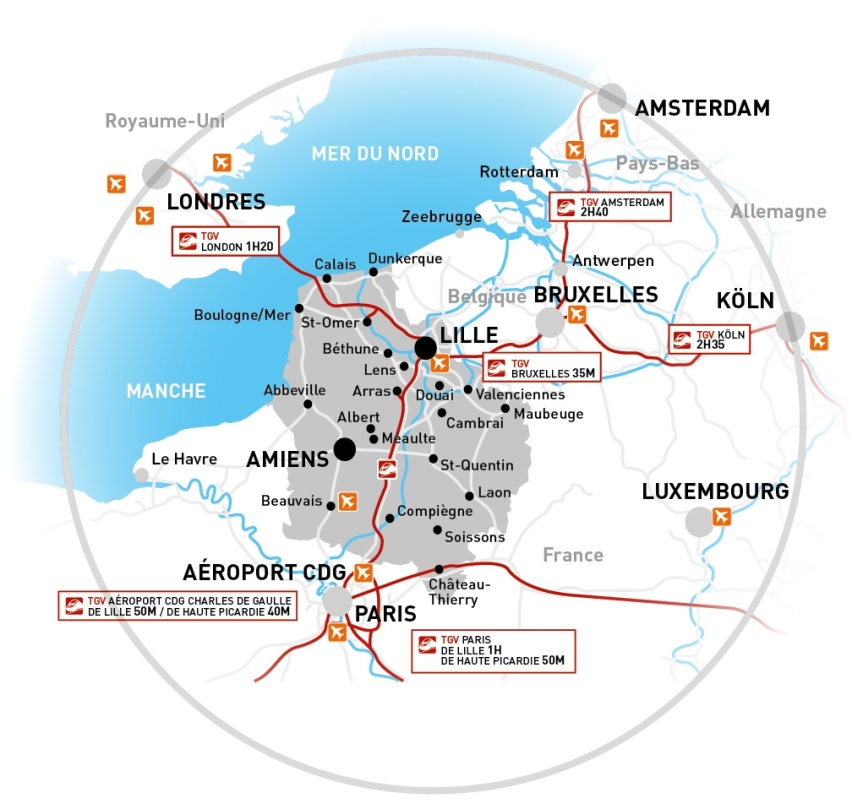 AMSTERDAM
Royaume-Uni
MER DU NORD
Pays-Bas
Rotterdam
LONDRES
TGV AMSTERDAM
2H40
Allemagne
Zeebrugge
TGV
LONDON 1H20
Calais
Dunkerque
Antwerpen
Belgique
BRUXELLES
KÖLN
Boulogne/Mer
St-Omer
LILLE
TGV KÖLN
2H35
Béthune
Lens
TGV
BRUXELLES 35M
MANCHE
Abbeville
Arras
Douai
Valenciennes
Maubeuge
Albert
Cambrai
Meaulte
Le Havre
AMIENS
St-Quentin
Laon
LUXEMBOURG
Beauvais
Compiègne
Soissons
France
AÉROPORT CDG
Château-
Thierry
TGV AÉROPORT CDG CHARLES DE GAULLE
DE LILLE 50M / DE HAUTE PICARDIE 40M
PARIS
TGV PARIS
DE LILLE 1H
DE HAUTE PICARDIE 50M